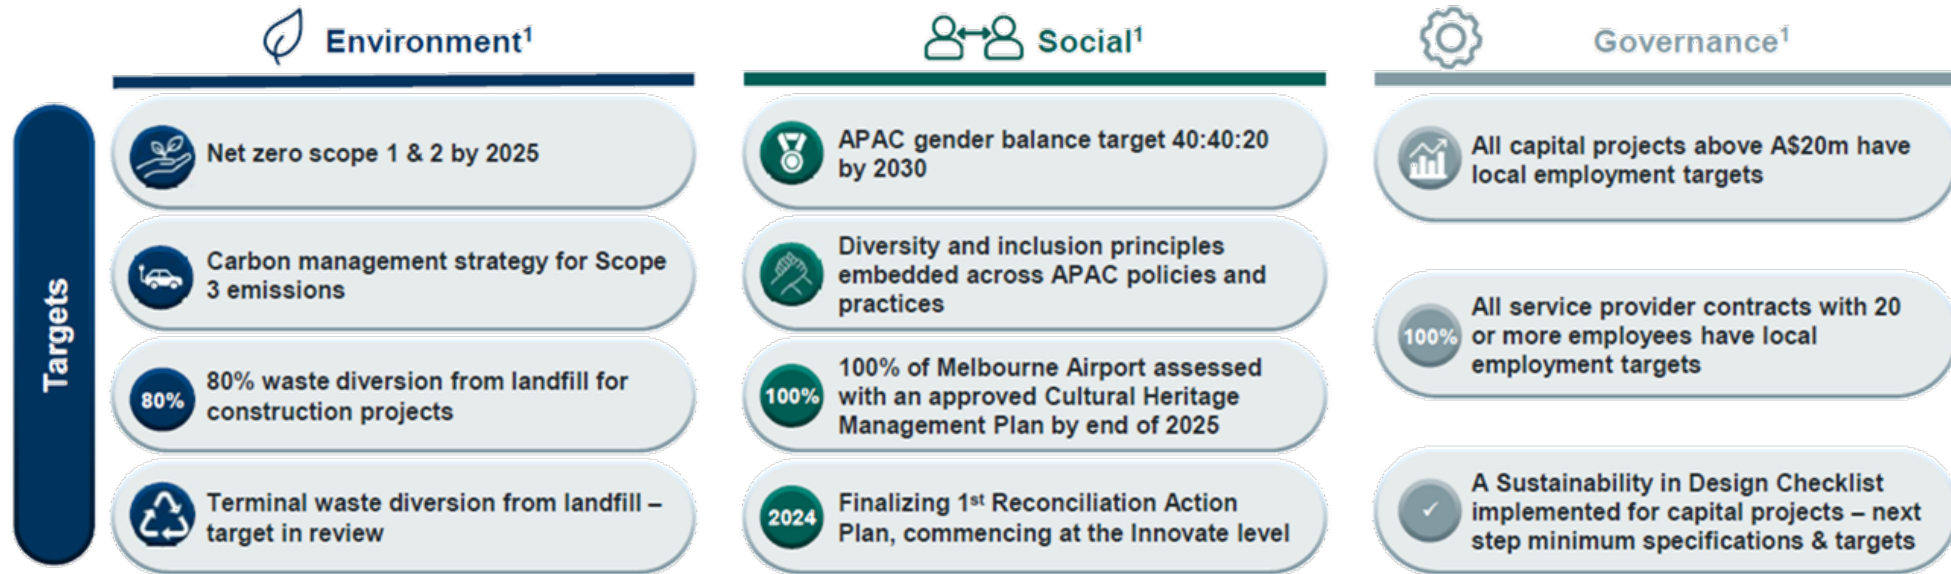 Environment¹
Social¹
Governance¹
Targets
Net zero scope 1 & 2 by 2025
Carbon management strategy for Scope
3 emissions
80%
80% waste diversion from landfill for
construction projects
Terminal waste diversion from landfill –
target in review
APAC gender balance target 40:40:20
by 2030
Diversity and inclusion principles
embedded across APAC policies and
practices
100%
100% of Melbourne Airport assessed
with an approved Cultural Heritage
Management Plan by end of 2025
2024
Finalizing 1st Reconciliation Action
Plan, commencing at the Innovate level
All capital projects above A$20m have
local employment targets
100%
All service provider contracts with 20
or more employees have local
employment targets
A Sustainability in Design Checklist
implemented for capital projects – next
step minimum specifications & targets